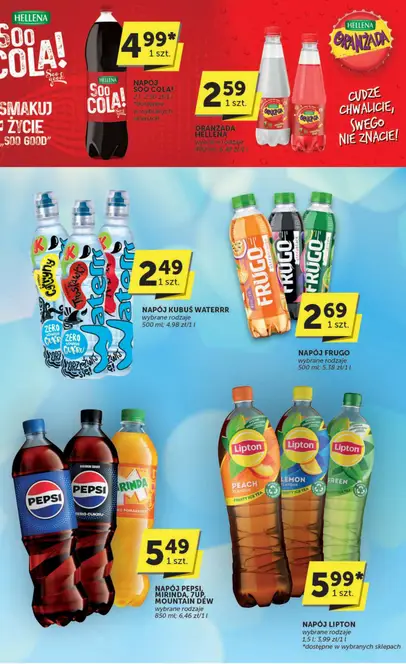 HELLENA
SOO
COLA!
SMAKUJ
ŻYCIE
„SOO GOOD”
HELLENA
SOO
COLA!
4.99*
1 szt.
NAPÓJ
SOO COLA!
2.59
1 szt.
ORANŻADA
HELLENA
HELLENA
ORANŻADA
CUDZE
CHWALICIE,
SWEGO
NIE ZNACIE!
Waterrr
ZERO
2.49
1 szt.
NAPÓJ KUBUŚ WATERRR
wybrane rodzaje
500 ml; 4,98 zł/1 l
FRUGO
FRUGO
FRUGO
2.69
1 szt.
NAPÓJ FRUGO
wybrane rodzaje
500 ml; 5,38 zł/1 l
PEPSI
PEPSI
MIRINDA
5.49
1 szt.
NAPÓJ PEPSI,
MIRINDA, 7UP,
MOUNTAIN DEW
wybrane rodzaje
850 ml; 6,46 zł/1 l
Lipton
PEACH
Lipton
LEMON
Lipton
GREEN
5.99*
1 szt.
NAPÓJ LIPTON
wybrane rodzaje
1,5 l; 3,99 zł/1 l
*dostępne w wybranych sklepach